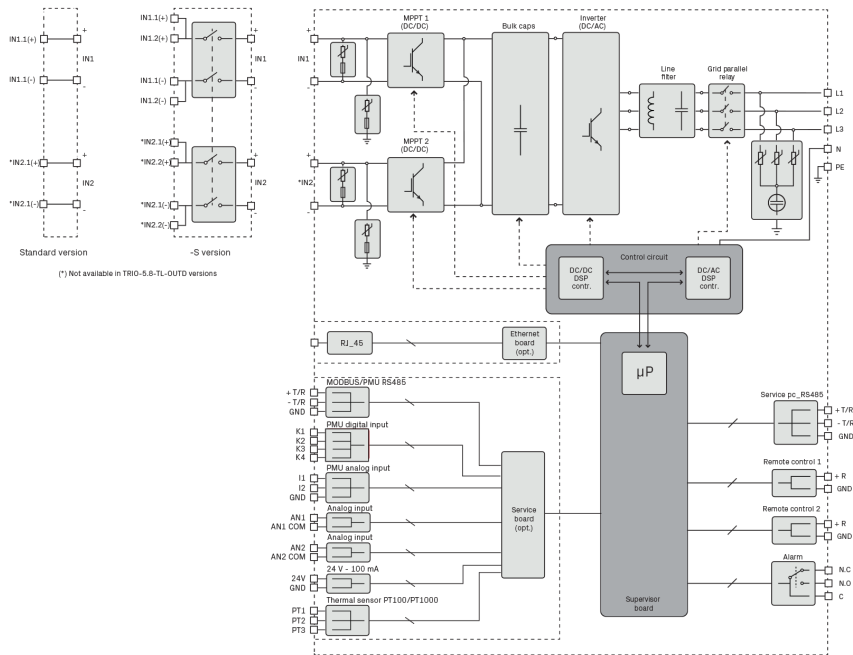 IN1.1(+)
+
IN1
IN1.1(-)
-
*IN2.1(+)
+
IN2
*IN2.1(-)
-
Standard version
IN1.1(+)
IN1.2(+)
+
IN1
IN1.1(-)
-
IN1.2(-)
*IN2.1(+)
*IN2.2(+)
+
IN2
*IN2.1(-)
-
*IN2.2(-)
-S version
(*) Not available in TRIO-5.8-TL-OUTD versions
MPPT 1
(DC/DC)
+
IN1
-
MPPT 2
(DC/DC)
+
*IN2
-
Bulk caps
Inverter
(DC/AC)
Line
filter
Grid parallel
relay
L1
L2
L3
N
PE
Control circuit
DC/DC
DSP
contr.
DC/AC
DSP
contr.
RJ_45
Ethernet
board
(opt.)
µP
MODBUS/PMU RS485
+ T/R
- T/R
GND
PMU digital input
K1
K2
K3
K4
PMU analog input
I1
I2
GND
Analog input
AN1
AN1 COM
Analog input
AN2
AN2 COM
24 V - 100 mA
24V
GND
Thermal sensor PT100/PT1000
PT1
PT2
PT3
Service
board
(opt.)
Supervisor
board
Service pc_RS485
+ T/R
- T/R
GND
Remote control 1
+ R
GND
Remote control 2
+ R
GND
Alarm
N.C
N.O
C